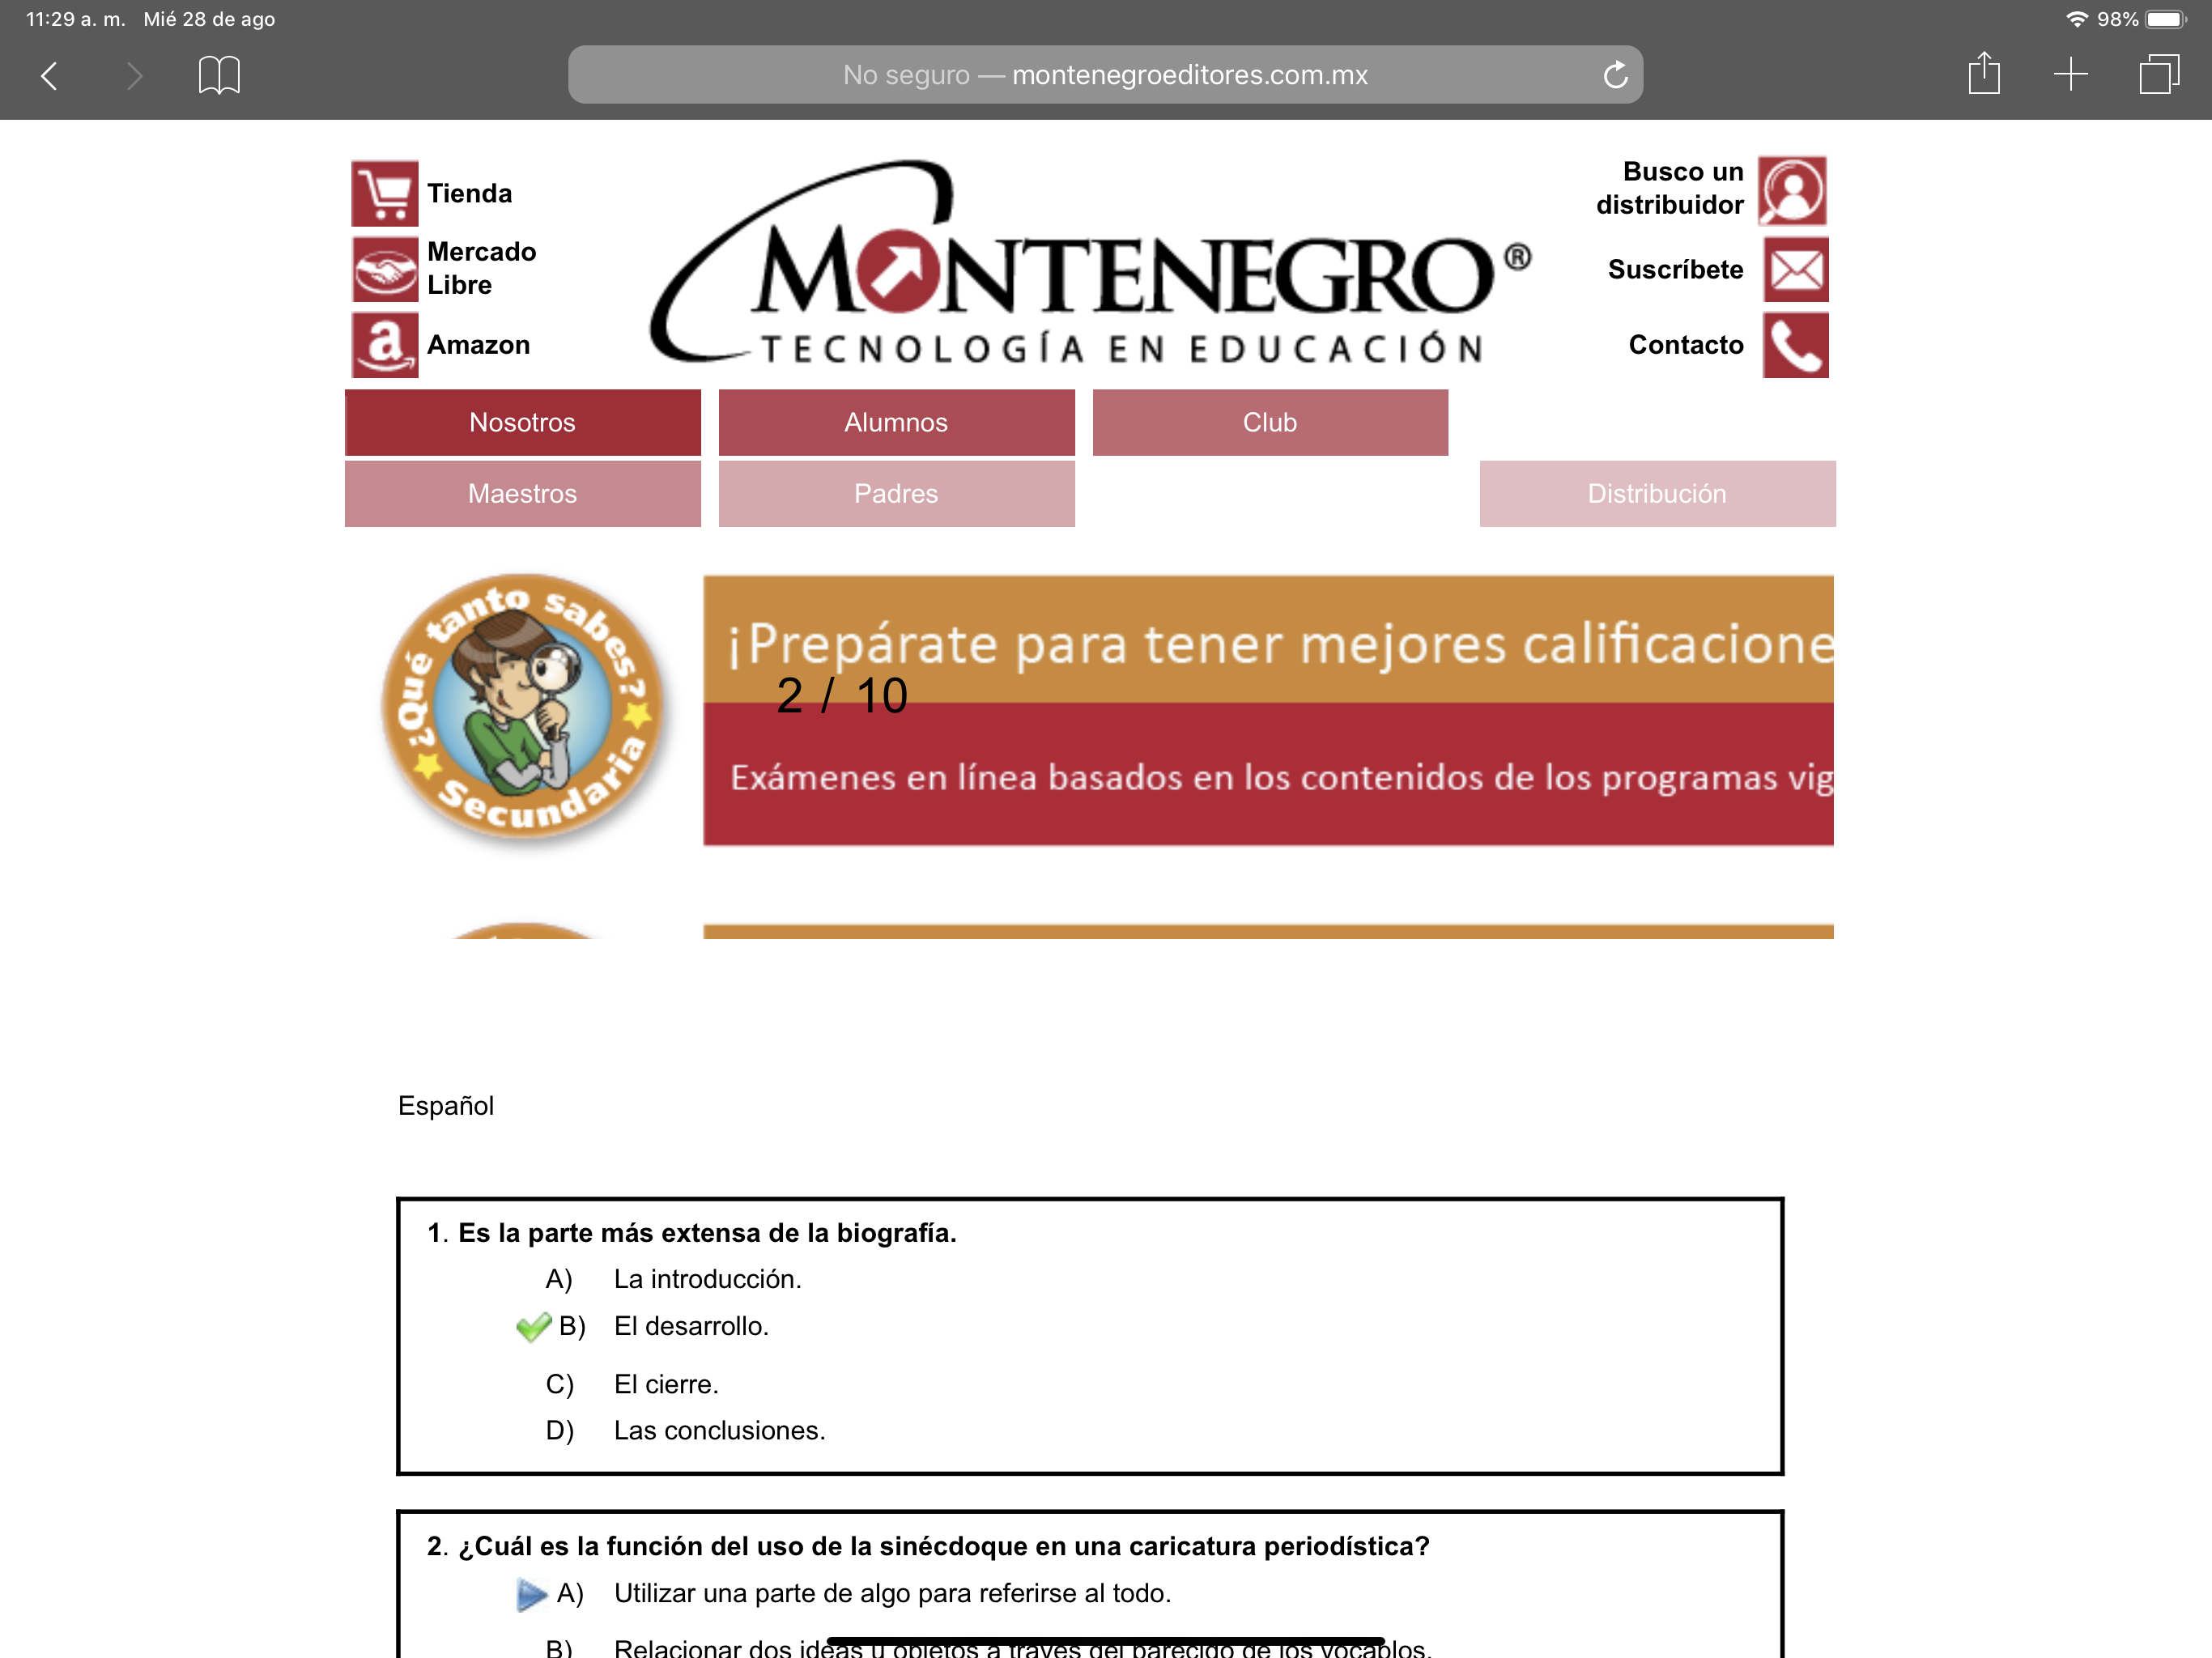 11:29 a. m. Mié 28 de ago
98%
No seguro — montenegroeditores.com.mx
Tienda
Mercado
Libre
Amazon
MONTENEGRO®
TECNOLOGÍA EN EDUCACIÓN
Busco un
distribuidor
Suscríbete
Contacto
Nosotros Alumnos Club
Maestros Padres Distribución
¿Qué tanto sabes?
Secundaria
¡Prepárate para tener mejores calificacione
2 / 10
Exámenes en línea basados en los contenidos de los programas vig
Español
1. Es la parte más extensa de la biografía.
A) La introducción.
B) El desarrollo.
C) El cierre.
D) Las conclusiones.
2. ¿Cuál es la función del uso de la sinécdoque en una caricatura periodística?
A) Utilizar una parte de algo para referirse al todo.
B) Relacionar dos ideas u objetos a través del parecido de los vocablos.